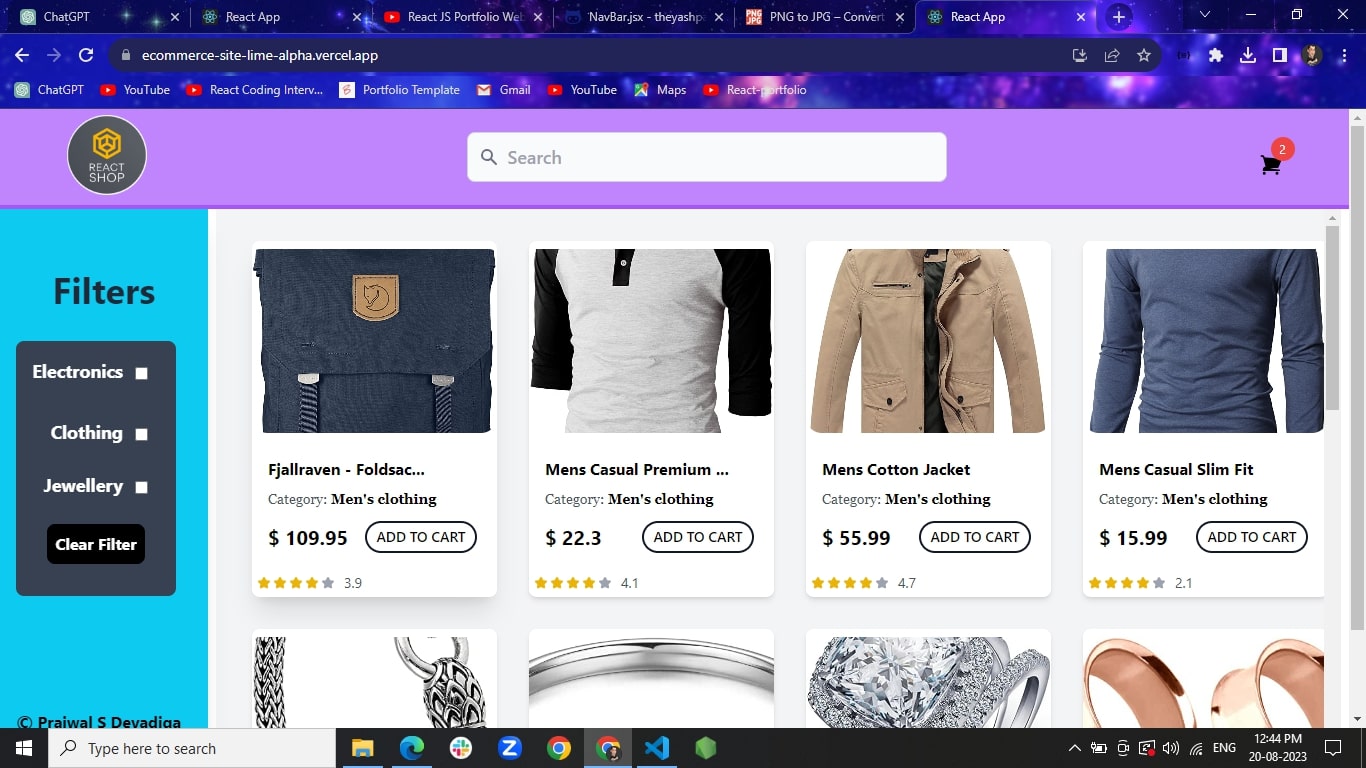 ChatGPT
React App
React JS Portfolio Web
NavBar.jsx - theyashpa
PNG to JPG – Convert
React App
ecommerce-site-lime-alpha.vercel.app
ChatGPT
YouTube
React Coding Interv...
Portfolio Template
Gmail
YouTube
Maps
React-portfolio
REACT
SHOP
Search
2
Filters
Electronics
Clothing
Jewellery
Clear Filter
© Prajwal S Devadiga
Fjallraven - Foldsac...
Category: Men's clothing
$ 109.95 ADD TO CART
3.9
Mens Casual Premium ...
Category: Men's clothing
$ 22.3 ADD TO CART
4.1
Mens Cotton Jacket
Category: Men's clothing
$ 55.99 ADD TO CART
4.7
Mens Casual Slim Fit
Category: Men's clothing
$ 15.99 ADD TO CART
2.1
Type here to search
ENG
12:44 PM
20-08-2023